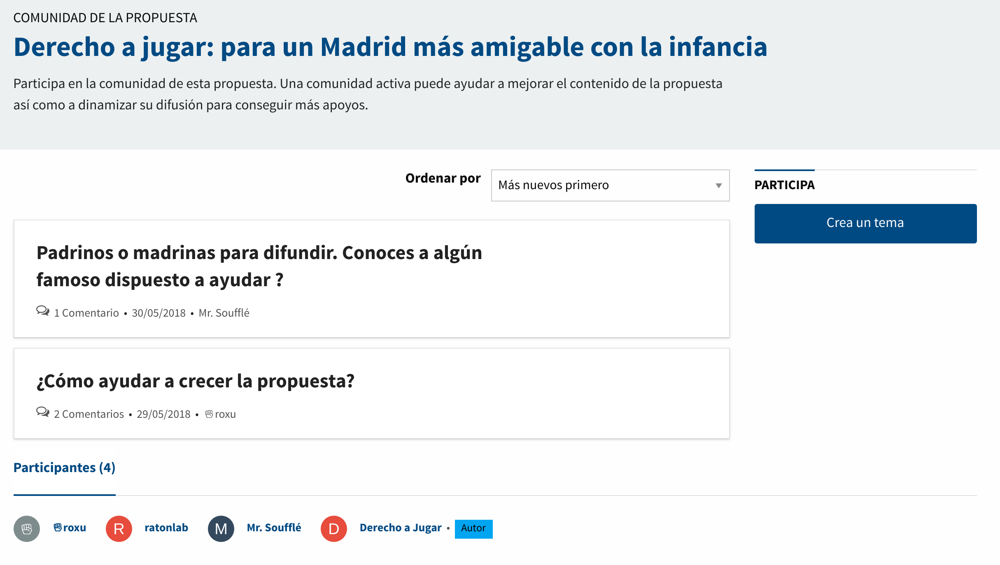 COMUNIDAD DE LA PROPUESTA
Derecho a jugar: para un Madrid más amigable con la infancia
Participa en la comunidad de esta propuesta. Una comunidad activa puede ayudar a mejorar el contenido de la propuesta
así como a dinamizar su difusión para conseguir más apoyos.
Ordenar por
Más nuevos primero
PARTICIPA
Crea un tema
Padrinos o madrinas para difundir. Conoces a algún
famoso dispuesto a ayudar ?
1 Comentario • 30/05/2018 • Mr. Soufflé
¿Cómo ayudar a crecer la propuesta?
2 Comentarios • 29/05/2018 • ✊roxu
Participantes (4)
✊ ✊roxu R ratonlab M Mr. Soufflé D Derecho a Jugar • Autor